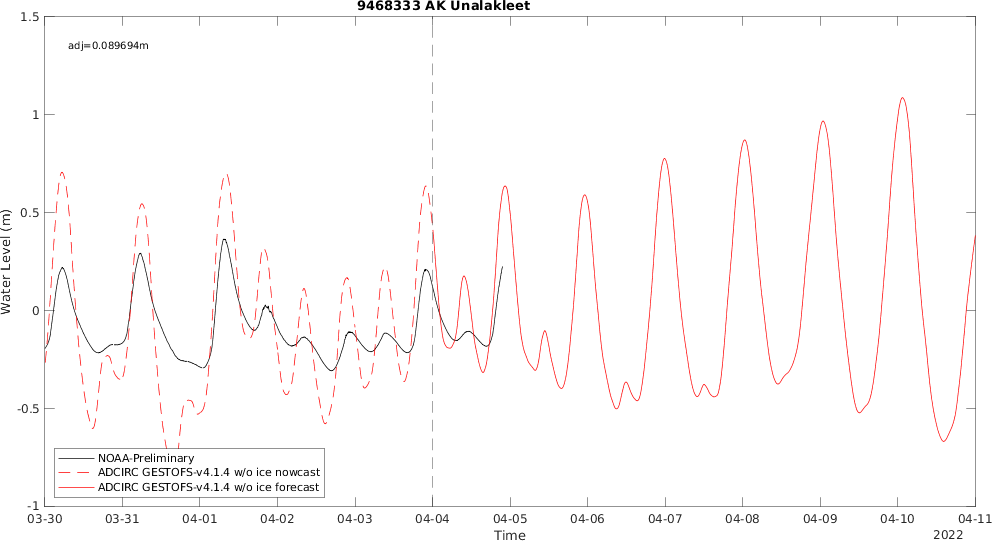 9468333 AK Unalakleet
adj=0.089694m
Water Level (m)
1.5
1
0.5
0
-0.5
-1
NOAA-Preliminary
ADCIRC GESTOFS-v4.1.4 w/o ice nowcast
ADCIRC GESTOFS-v4.1.4 w/o ice forecast
03-30 03-31 04-01 04-02 04-03 04-04 04-05 04-06 04-07 04-08 04-09 04-10 04-11
Time
2022